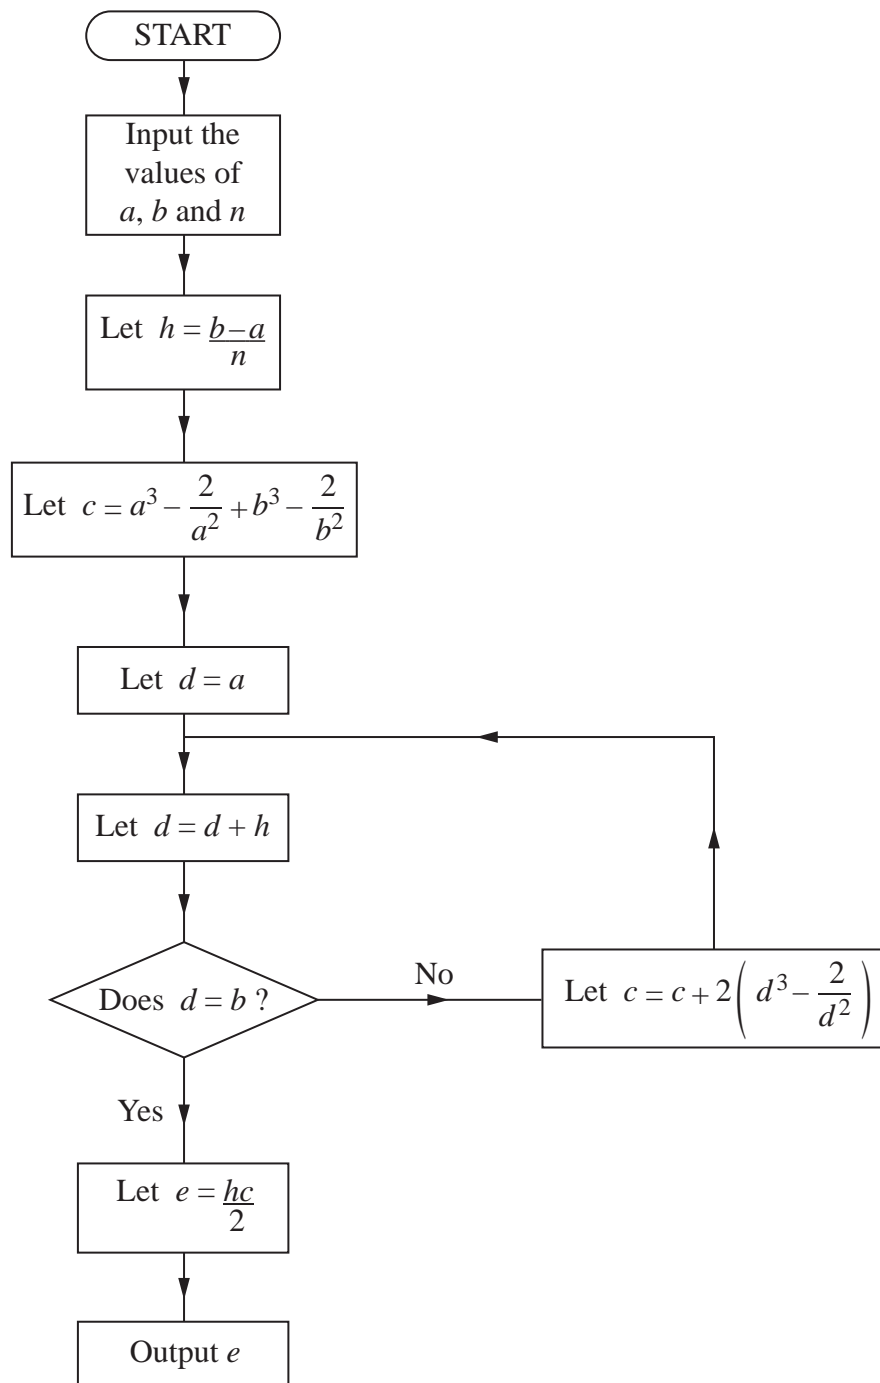 START
Input the
values of
a, b and n
Let h = b–a/n
Let c = a³ – 2/a² + b³ – 2/b²
Let d = a
Let d = d + h
Does d = b ?
No
Let c = c + 2(d³ – 2/d²)
Yes
Let e = hc/2
Output e